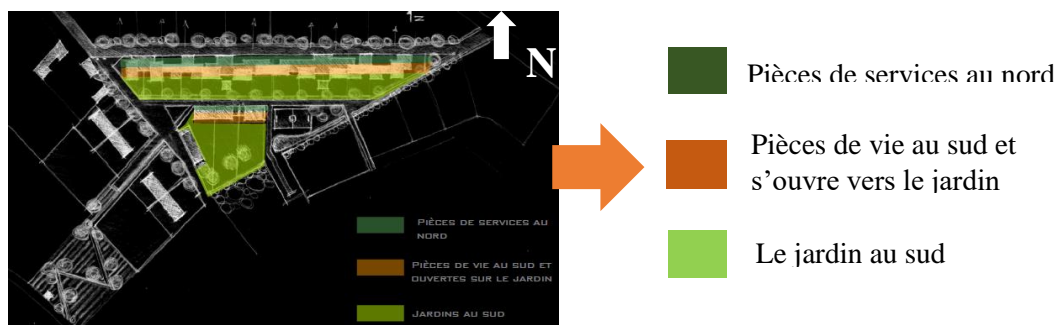 N
PIÈCES DE SERVICES AU
NORD
PIÈCES DE VIE AU SUD ET
OUVERTES SUR LE JARDIN
JARDINS AU SUD
Pièces de services au nord
Pièces de vie au sud et
s’ouvre vers le jardin
Le jardin au sud